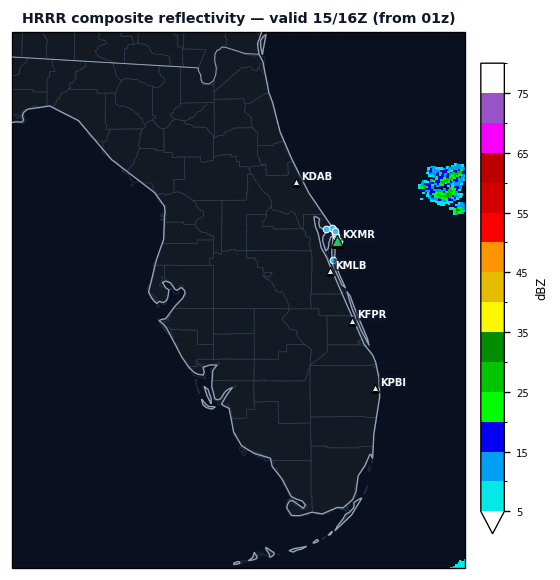 HRRR composite reflectivity — valid 15/16Z (from 01z)
75
65
55
45
35
25
15
5
dBZ
KDAB
KXMR
KMLB
KFPR
KPBI